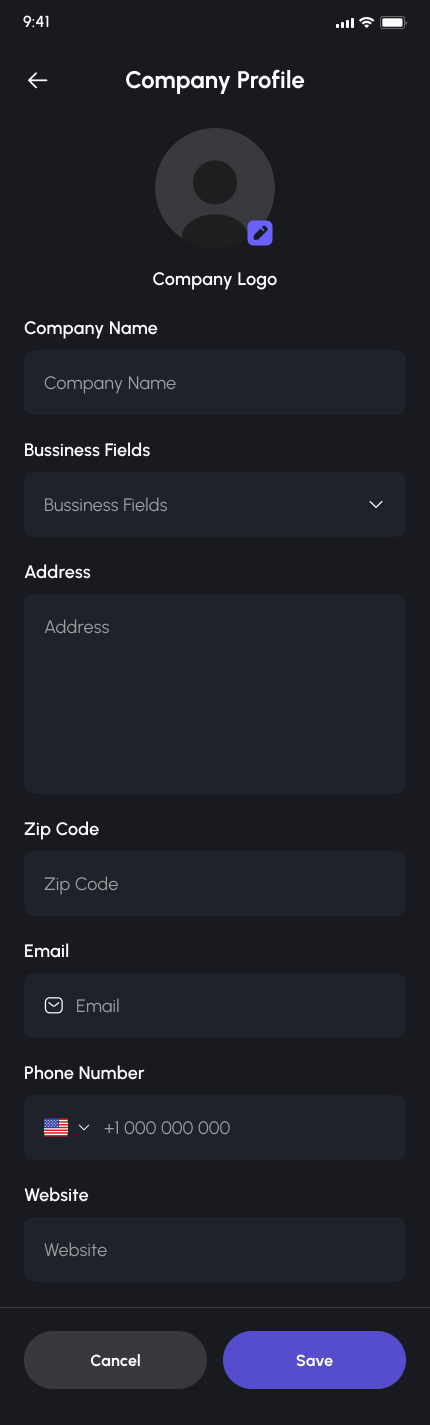 9:41
Company Profile
Company Logo
Company Name
Company Name
Bussiness Fields
Bussiness Fields
Address
Address
Zip Code
Zip Code
Email
Email
Phone Number
+1 000 000 000
Website
Website
Cancel
Save